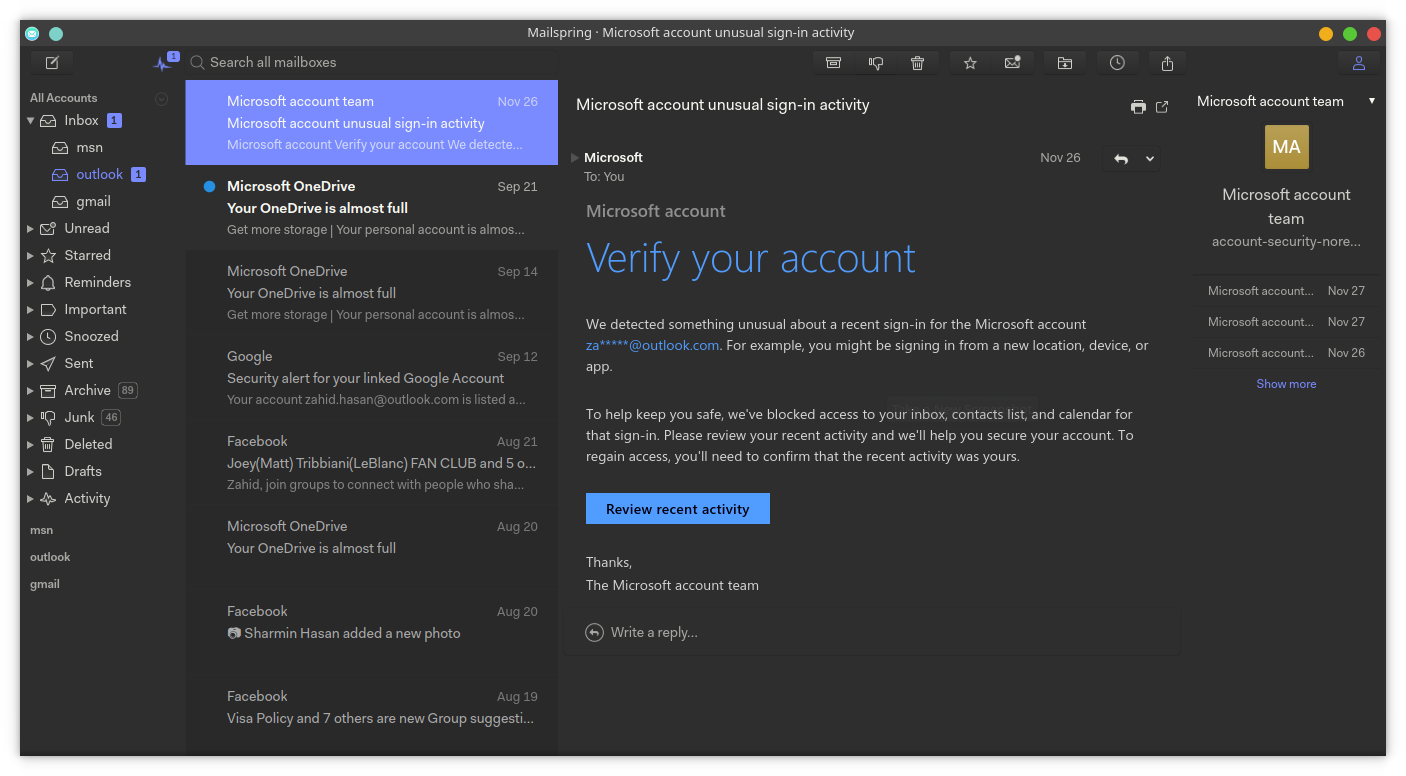 Mailspring · Microsoft account unusual sign-in activity
1
Search all mailboxes
All Accounts
Inbox 1
msn
outlook 1
gmail
Unread
Starred
Reminders
Important
Snoozed
Sent
Archive 89
Junk 46
Deleted
Drafts
Activity
msn
outlook
gmail
Microsoft account team Nov 26
Microsoft account unusual sign-in activity
Microsoft account Verify your account We detecte...
Microsoft OneDrive Sep 21
Your OneDrive is almost full
Get more storage | Your personal account is almos...
Microsoft OneDrive Sep 14
Your OneDrive is almost full
Get more storage | Your personal account is almos...
Google Sep 12
Security alert for your linked Google Account
Your account zahid.hasan@outlook.com is listed a...
Facebook Aug 21
Joey(Matt) Tribbiani(LeBlanc) FAN CLUB and 5 o...
Zahid, join groups to connect with people who sha...
Microsoft OneDrive Aug 20
Your OneDrive is almost full
Facebook Aug 20
📷 Sharmin Hasan added a new photo
Facebook Aug 19
Visa Policy and 7 others are new Group suggesti...
Microsoft account unusual sign-in activity
Microsoft Nov 26
To: You
Microsoft account
Verify your account
We detected something unusual about a recent sign-in for the Microsoft account
za*****@outlook.com. For example, you might be signing in from a new location, device, or
app.
To help keep you safe, we've blocked access to your inbox, contacts list, and calendar for
that sign-in. Please review your recent activity and we'll help you secure your account. To
regain access, you'll need to confirm that the recent activity was yours.
Review recent activity
Thanks,
The Microsoft account team
Write a reply...
Microsoft account team
MA
Microsoft account
team
account-security-nore...
Microsoft account... Nov 27
Microsoft account... Nov 27
Microsoft account... Nov 26
Show more